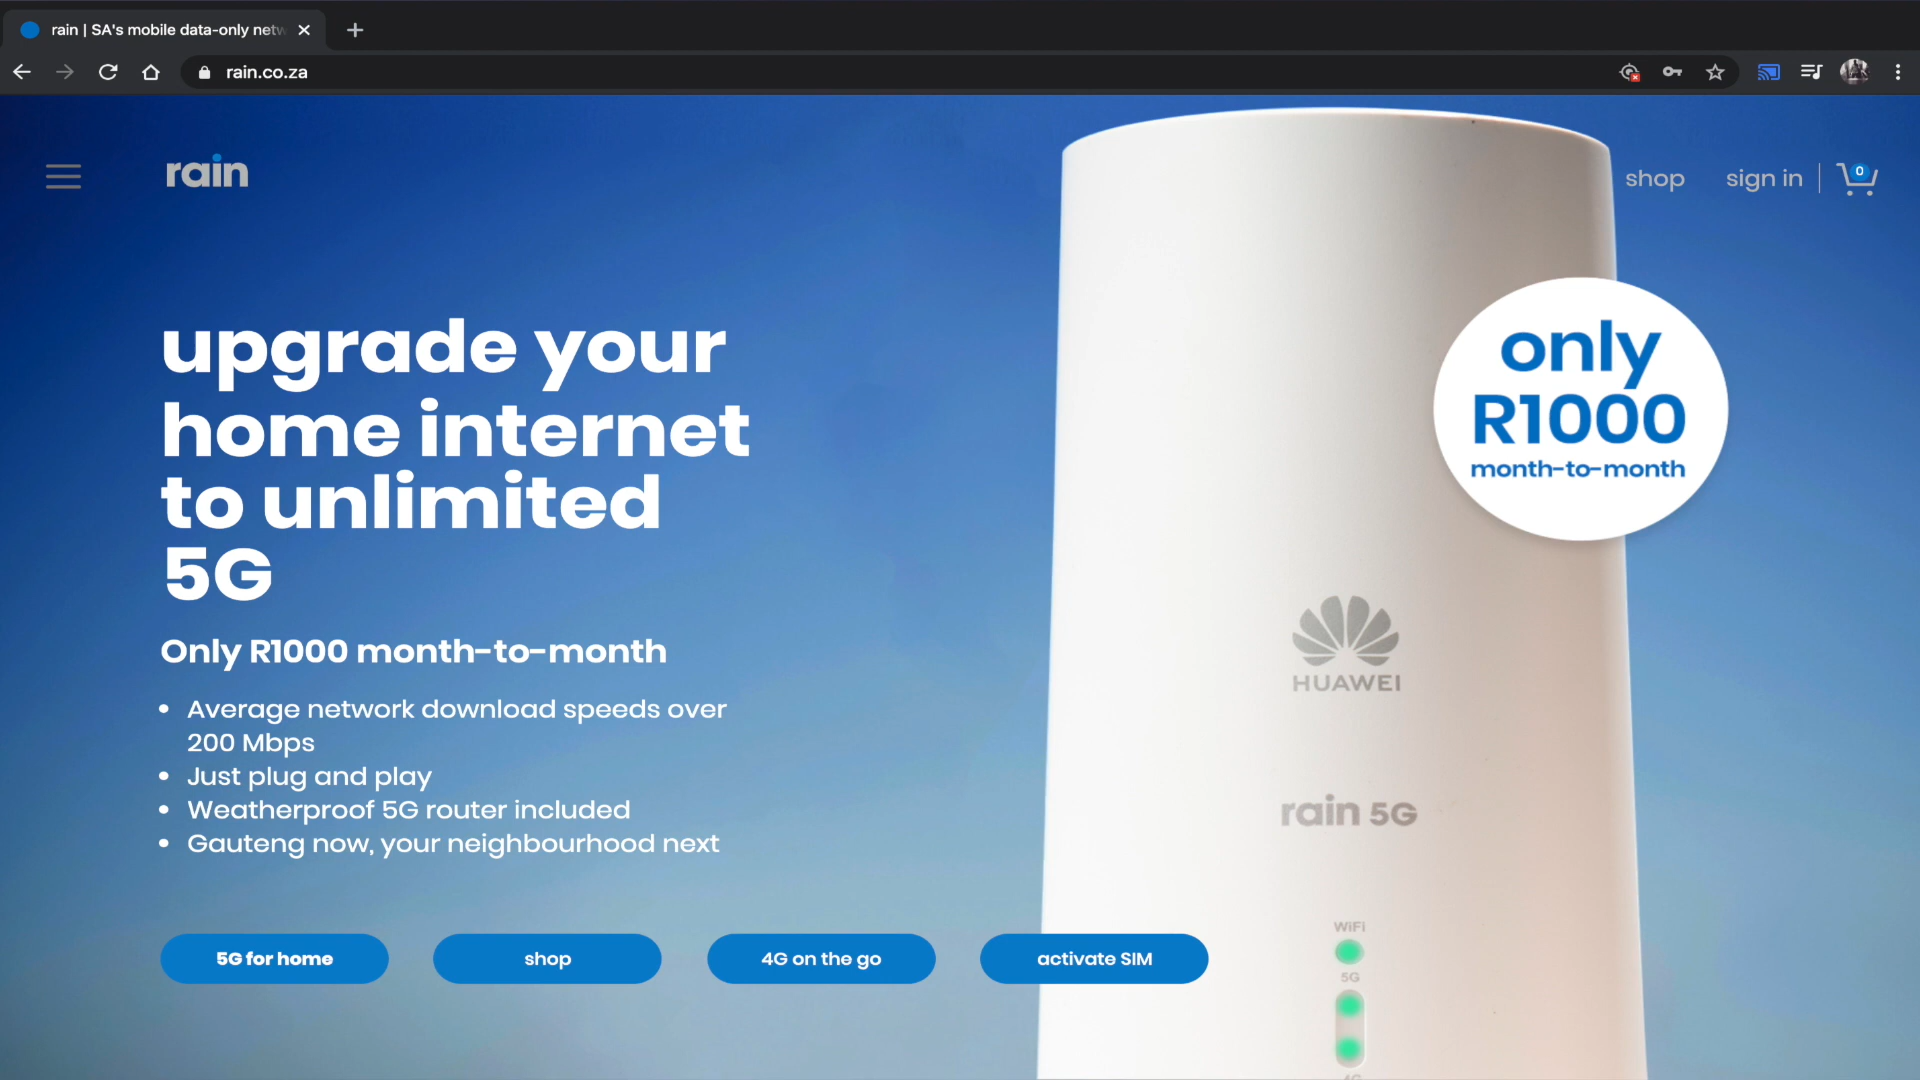 rain | SA's mobile data-only netw
rain.co.za
rain
shop
sign in
0
upgrade your
home internet
to unlimited
5G
Only R1000 month-to-month
• Average network download speeds over
200 Mbps
• Just plug and play
• Weatherproof 5G router included
• Gauteng now, your neighbourhood next
only
R1000
month-to-month
HUAWEI
rain 5G
WiFi
5G
5G for home
shop
4G on the go
activate SIM